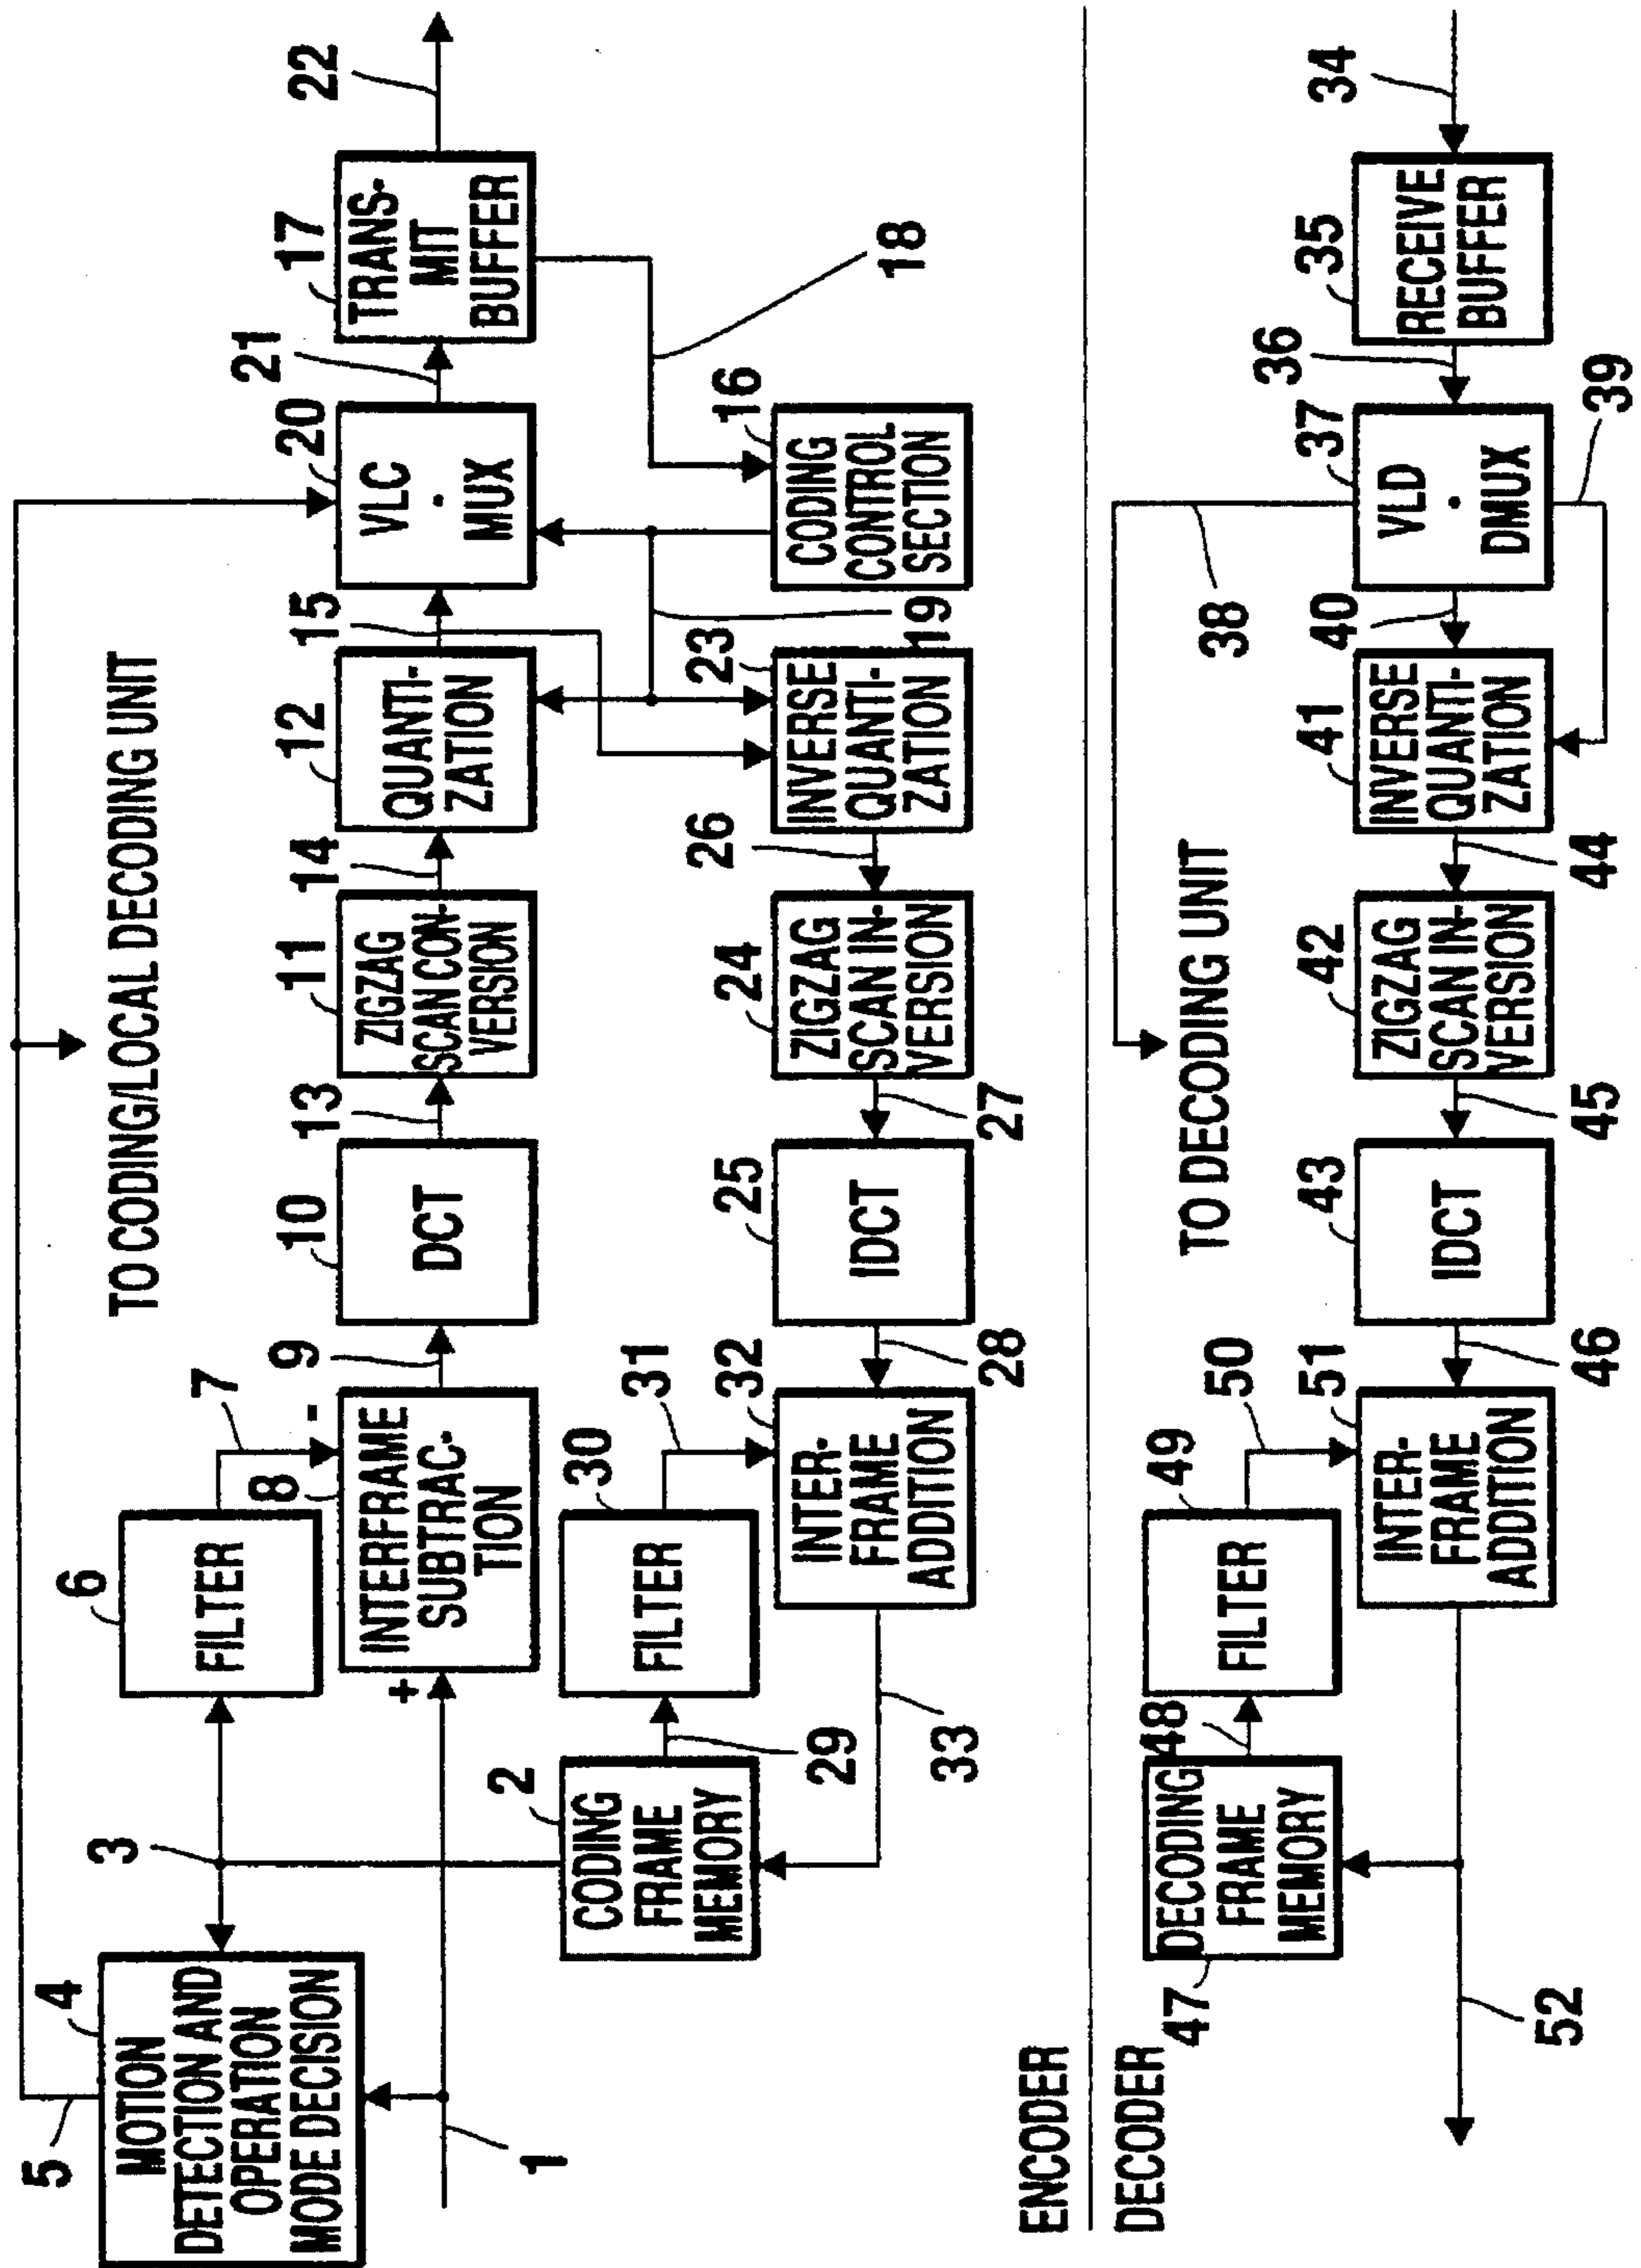 5
4
MOTION
DETECTION AND
OPERATION
MODE DECISION
1
3
6
FILTER
7
8
-
+
INTERFRAME
SUBTRAC-
TION
9
TO CODING/LOCAL DECODING UNIT
10
DCT
13
11
ZIGZAG
SCAN CON-
VERSION
14
12
QUANTI-
ZATION
15
20
VLC
·
MUX
21
17
TRANS-
MIT
BUFFER
22
18
2
CODING
FRAME
MEMORY
29
30
FILTER
31
32
INTER-
FRAME
ADDITION
33
28
25
IDCT
27
24
ZIGZAG
SCAN IN-
VERSION
26
23
INVERSE
QUANTI-
ZATION
19
16
CODING
CONTROL
SECTION
ENCODER
DECODER
47
DECODING
FRAME
MEMORY
48
49
FILTER
50
51
INTER-
FRAME
ADDITION
52
46
43
IDCT
45
TO DECODING UNIT
42
ZIGZAG
SCAN IN-
VERSION
44
41
INVERSE
QUANTI-
ZATION
38
40
37
VLD
·
DMUX
39
36
35
RECEIVE
BUFFER
34